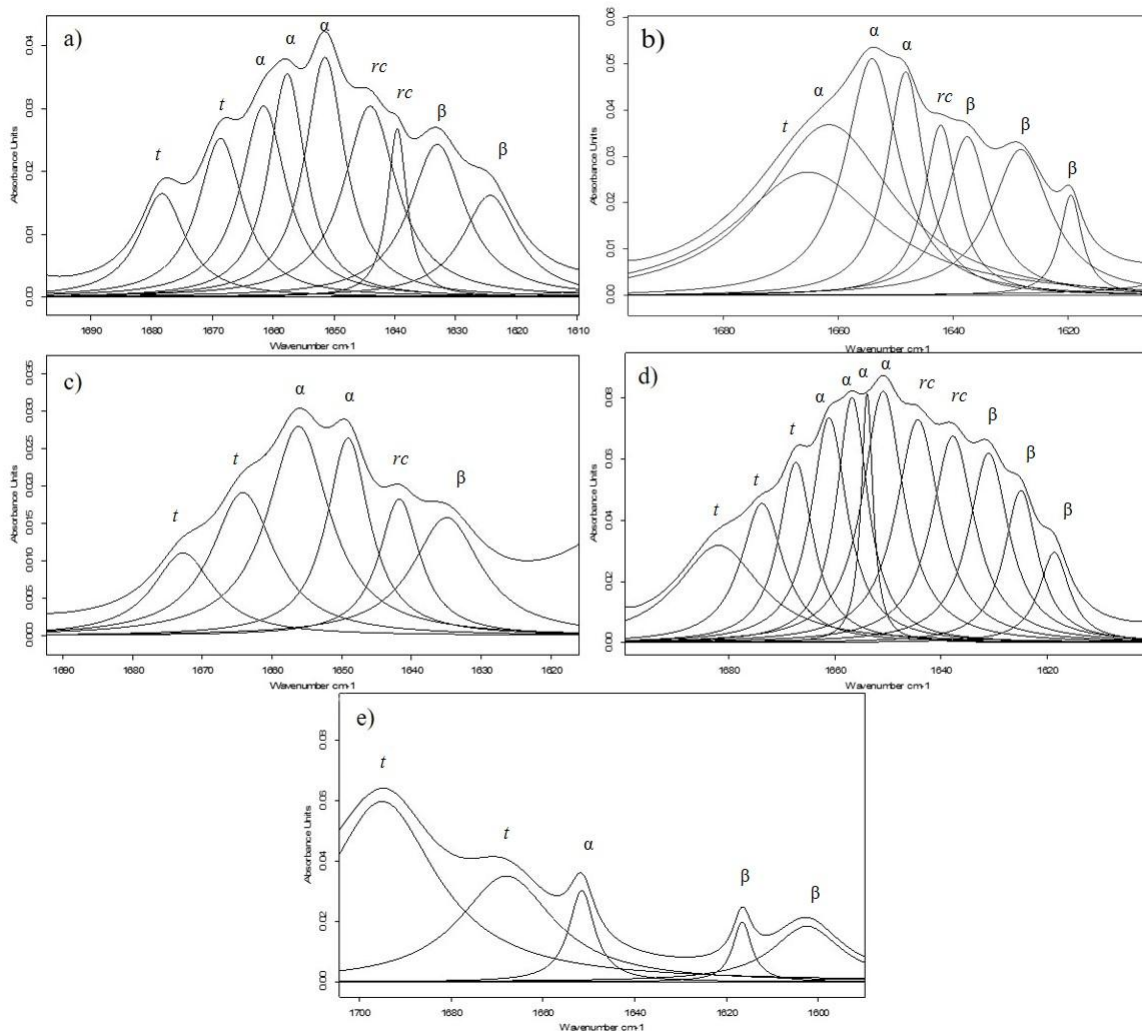 a)
t t α α α rc rc β β
Absorbance Units
0.00 0.01 0.02 0.03 0.04
1690 1680 1670 1660 1650 1640 1630 1620 1610
Wavenumber cm-1
b)
t α α α rc β β β
Absorbance Units
0.00 0.01 0.02 0.03
1680 1660 1640 1620
Wavenumber cm-1
c)
t t α α rc β
Absorbance Units
0.000 0.005 0.010 0.015 0.020 0.025 0.030 0.035
1690 1680 1670 1660 1650 1640 1630 1620
Wavenumber cm-1
d)
t t t α α α α rc rc β β β
Absorbance Units
0.00 0.02 0.04 0.06 0.08
1680 1660 1640 1620
Wavenumber cm-1
e)
t t α β β
Absorbance Units
0.00 0.02 0.04 0.06 0.08
1700 1680 1660 1640 1620 1600
Wavenumber cm-1